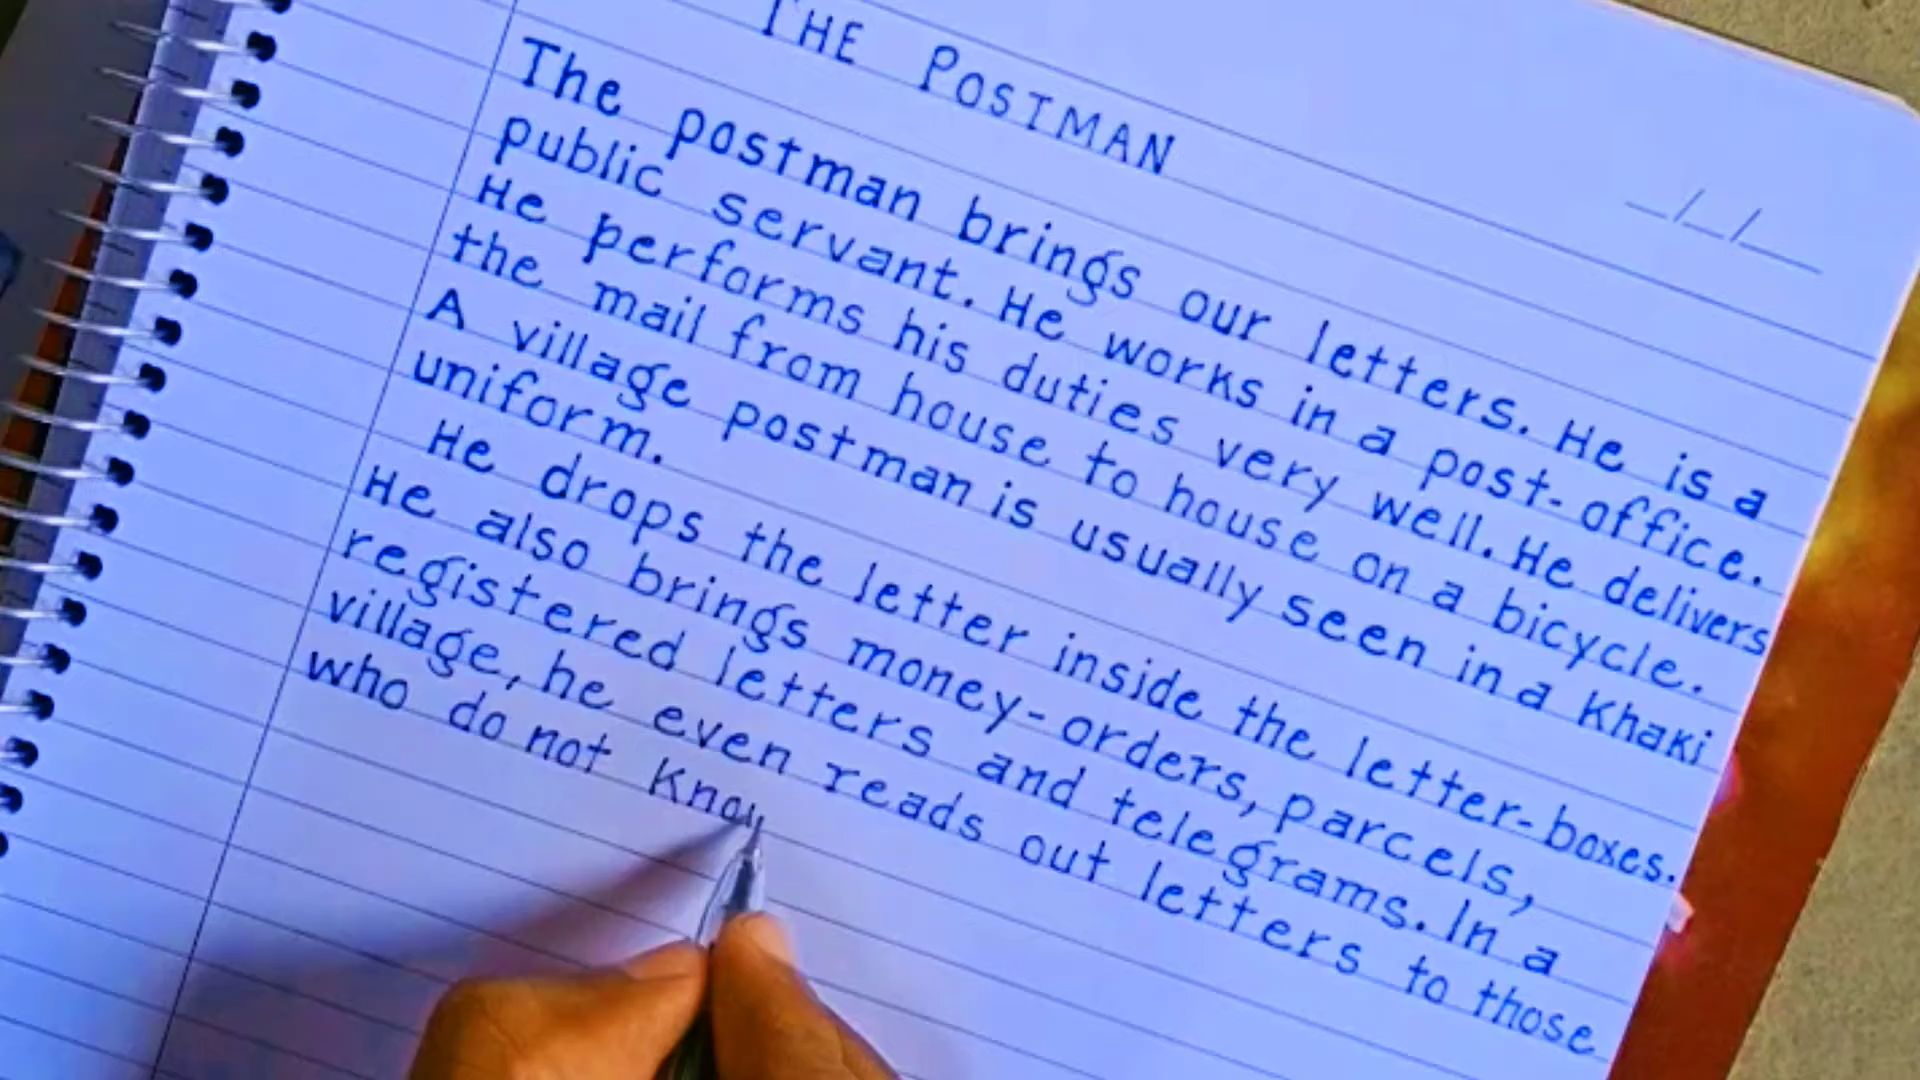 THE POSTMAN
The postman brings our letters. He is a
public servant. He works in a post-office.
He performs his duties very well. He delivers
the mail from house to house on a bicycle.
A village postman is usually seen in a Khaki
uniform.
He drops the letter inside the letter-boxes.
He also brings money-orders, parcels,
registered letters and telegrams. In a
village, he even reads out letters to those
who do not